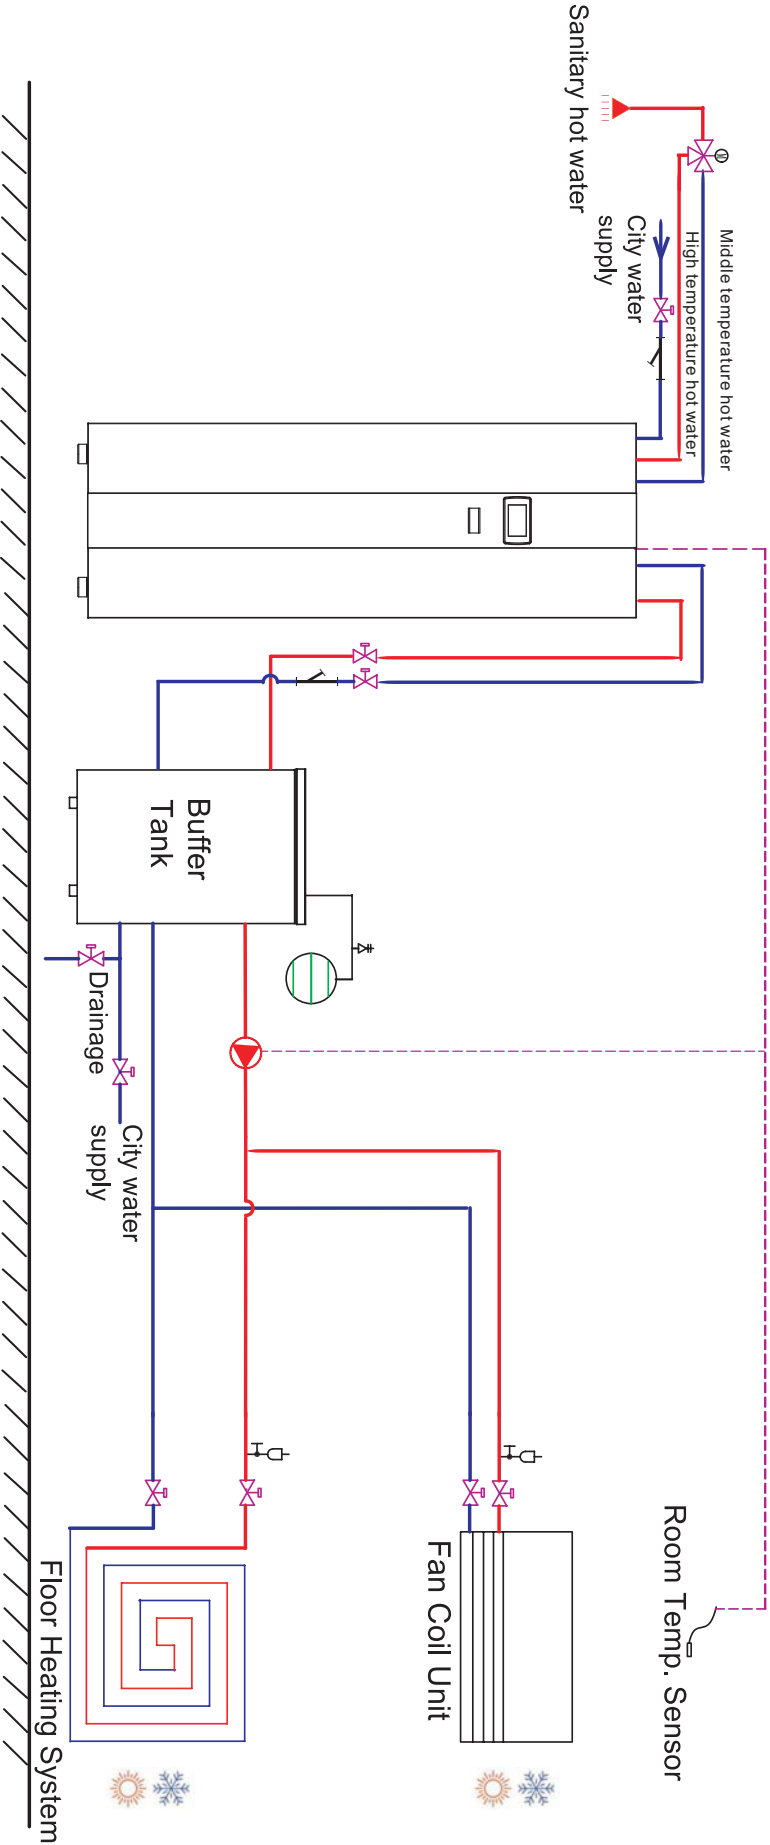 Sanitary hot water
City water
supply
High temperature hot water
Middle temperature hot water
M
Buffer
Tank
Drainage
City water
supply
Room Temp. Sensor
Fan Coil Unit
Floor Heating System